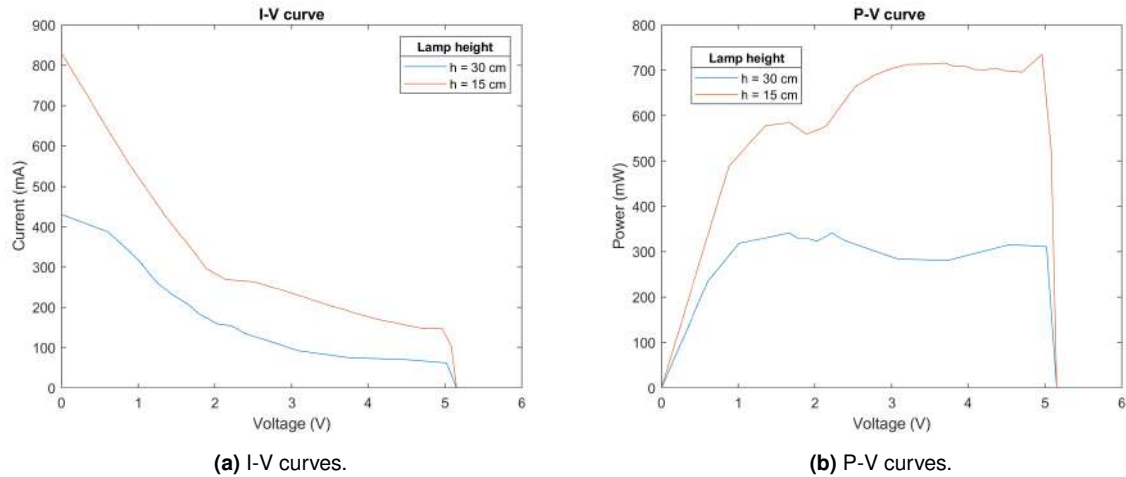 I-V curve
900
800
700
600
500
400
300
200
100
0
Current (mA)
Lamp height
h = 30 cm
h = 15 cm
0 1 2 3 4 5 6
Voltage (V)
(a) I-V curves.
P-V curve
800
700
600
500
400
300
200
100
0
Power (mW)
Lamp height
h = 30 cm
h = 15 cm
0 1 2 3 4 5 6
Voltage (V)
(b) P-V curves.